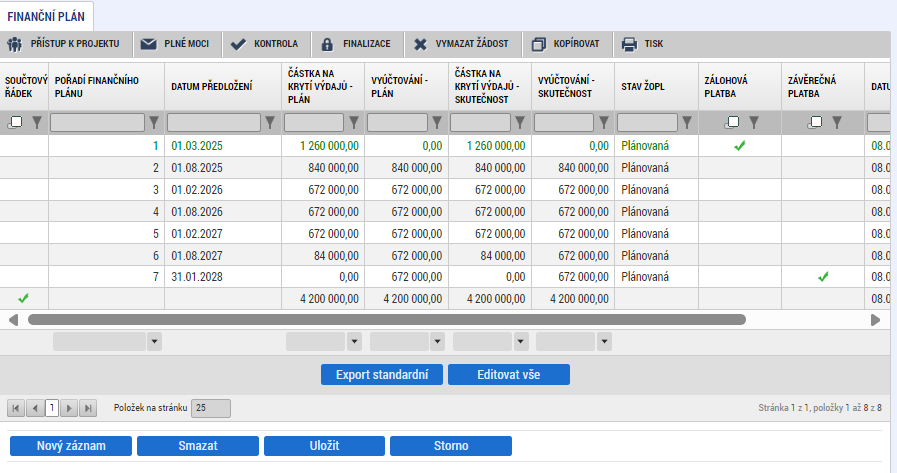 FINANČNÍ PLÁN
PŘÍSTUP K PROJEKTU PLNÉ MOCI KONTROLA FINALIZACE VYMAZAT ŽÁDOST KOPÍROVAT TISK
SOUČTOVÝ ŘÁDEK POŘADÍ FINANČNÍHO PLÁNU DATUM PŘEDLOŽENÍ ČÁSTKA NA KRYTÍ VÝDAJŮ - PLÁN VYÚČTOVÁNÍ - PLÁN ČÁSTKA NA KRYTÍ VÝDAJŮ - SKUTEČNOST VYÚČTOVÁNÍ - SKUTEČNOST STAV ŽOPL ZÁLOHOVÁ PLATBA ZÁVĚREČNÁ PLATBA DATU
1 01.03.2025 1 260 000,00 0,00 1 260 000,00 0,00 Plánovaná 08.0
2 01.08.2025 840 000,00 840 000,00 840 000,00 840 000,00 Plánovaná 08.0
3 01.02.2026 672 000,00 672 000,00 672 000,00 672 000,00 Plánovaná 08.0
4 01.08.2026 672 000,00 672 000,00 672 000,00 672 000,00 Plánovaná 08.0
5 01.02.2027 672 000,00 672 000,00 672 000,00 672 000,00 Plánovaná 08.0
6 01.08.2027 84 000,00 672 000,00 84 000,00 672 000,00 Plánovaná 08.0
7 31.01.2028 0,00 672 000,00 0,00 672 000,00 Plánovaná 08.0
4 200 000,00 4 200 000,00 4 200 000,00 4 200 000,00 08.0
Export standardní Editovat vše
1 Položek na stránku 25 Stránka 1 z 1, položky 1 až 8 z 8
Nový záznam Smazat Uložit Storno